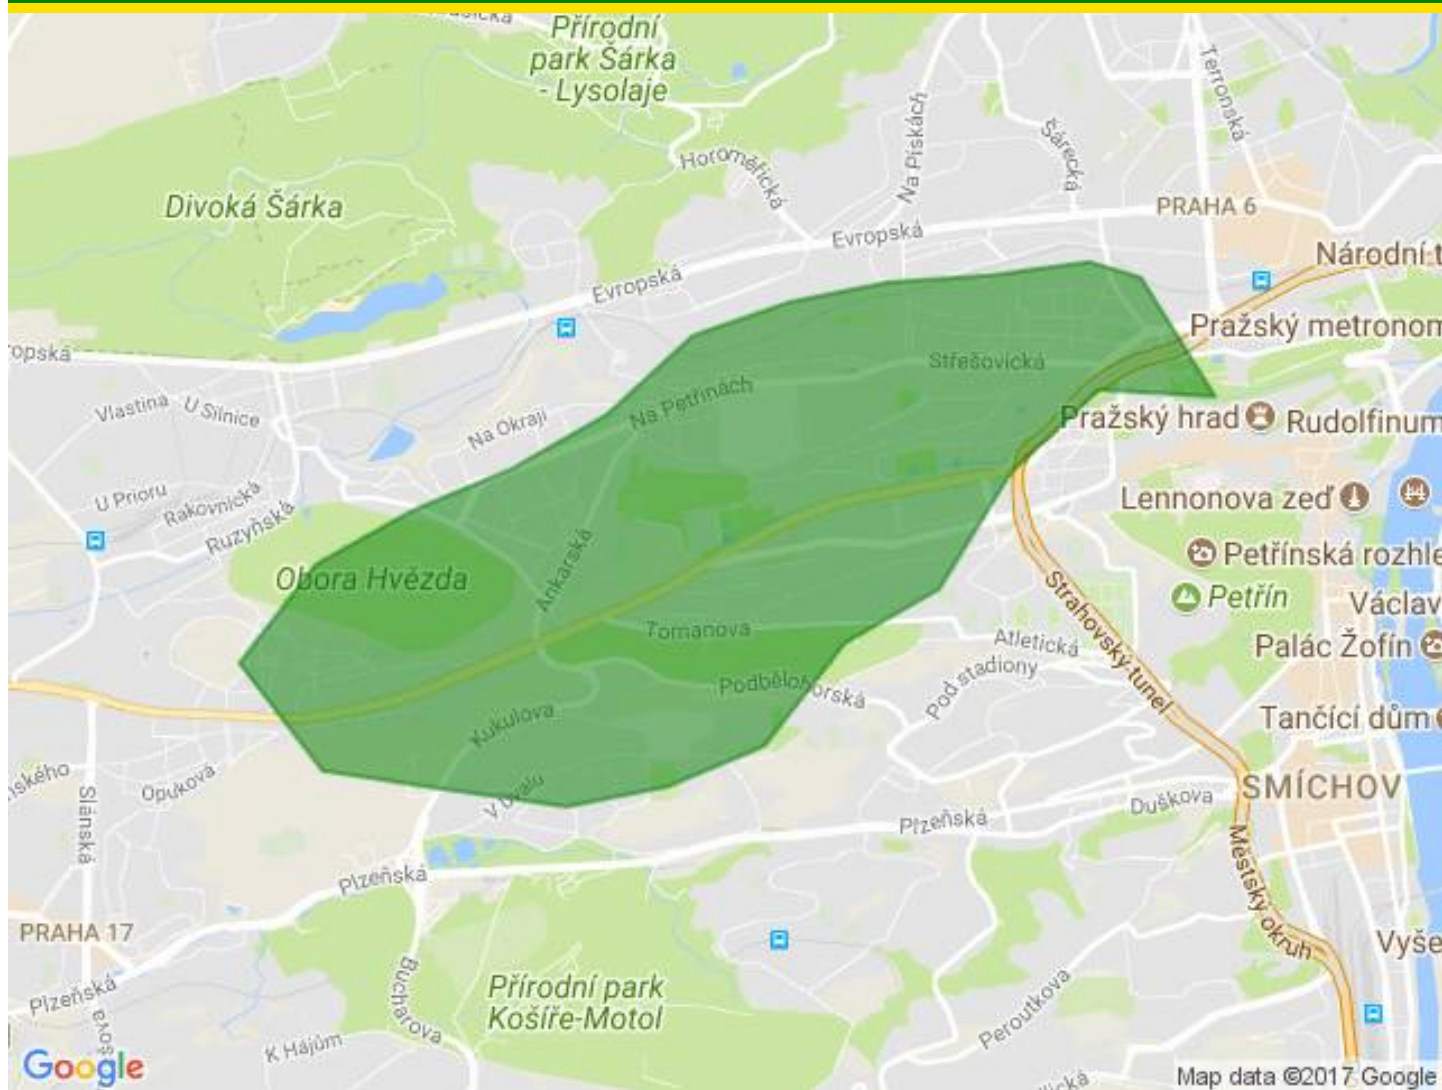 Přírodní
park Šárka
- Lysolaje
Terronská
Na Pískách
Šárecká
Horoměřická
Divoká Šárka
PRAHA 6
Evropská
Národní t
Evropská
Pražský metronom
opská
Střešovická
Vlastina
U Silnice
Na Petřinách
Na Okraji
Pražský hrad
Rudolfinum
U Prioru
Rakovnická
Ruzyňská
Lennonova zeď
Petřínská rozhle
Obora Hvězda
Ankarská
Petřín
Václav
Strahovský tunel
Tomanova
Atletická
Palác Žofín
Podbělohorská
Pod stadiony
Tančící dům
Kukulova
nského
Opuková
V Úvalu
SMÍCHOV
Slánská
Duškova
Plzeňská
Plzeňská
Městský okruh
PRAHA 17
Vyše
Plzeňská
Bucharova
Přírodní park
Košíře-Motol
Peroutkova
K Hájům
Google
Map data ©2017 Google